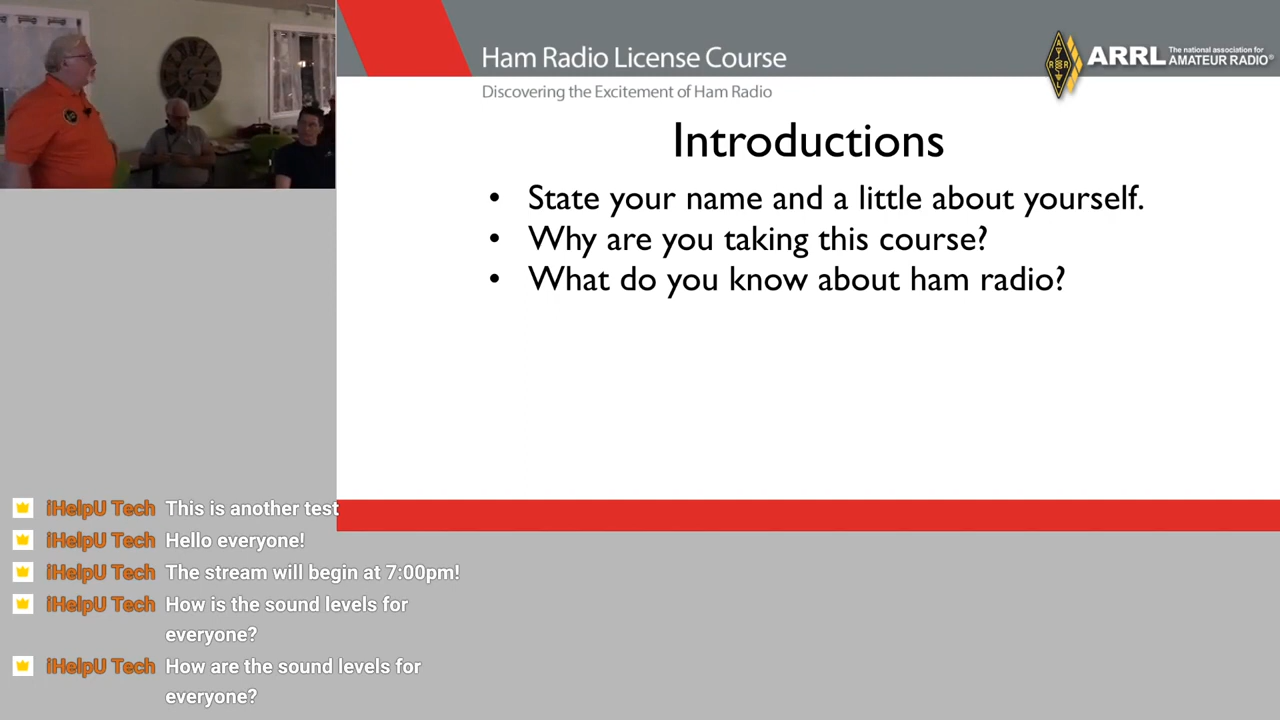 Ham Radio License Course
Discovering the Excitement of Ham Radio
ARRL The national association for
AMATEUR RADIO®
Introductions
• State your name and a little about yourself.
• Why are you taking this course?
• What do you know about ham radio?
iHelpU Tech This is another test
iHelpU Tech Hello everyone!
iHelpU Tech The stream will begin at 7:00pm!
iHelpU Tech How is the sound levels for
everyone?
iHelpU Tech How are the sound levels for
everyone?